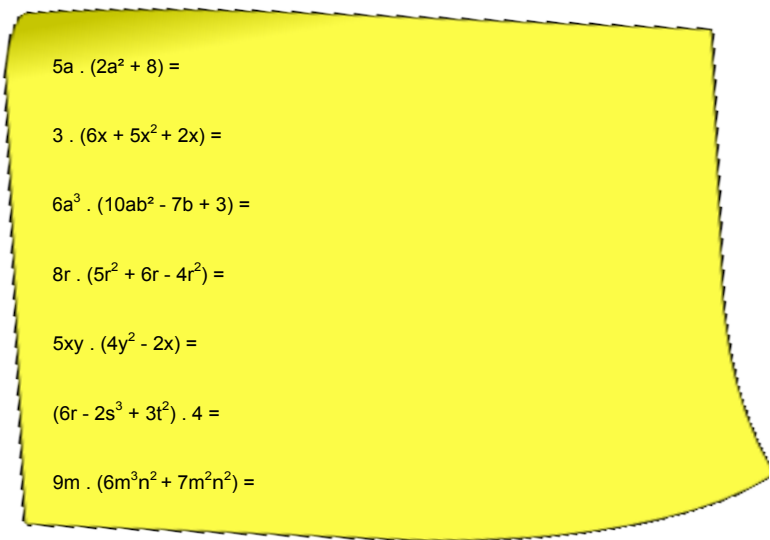 5a . (2a² + 8) =
3 . (6x + 5x² + 2x) =
6a³ . (10ab² - 7b + 3) =
8r . (5r² + 6r - 4r²) =
5xy . (4y² - 2x) =
(6r - 2s³ + 3t²) . 4 =
9m . (6m³n² + 7m²n²) =